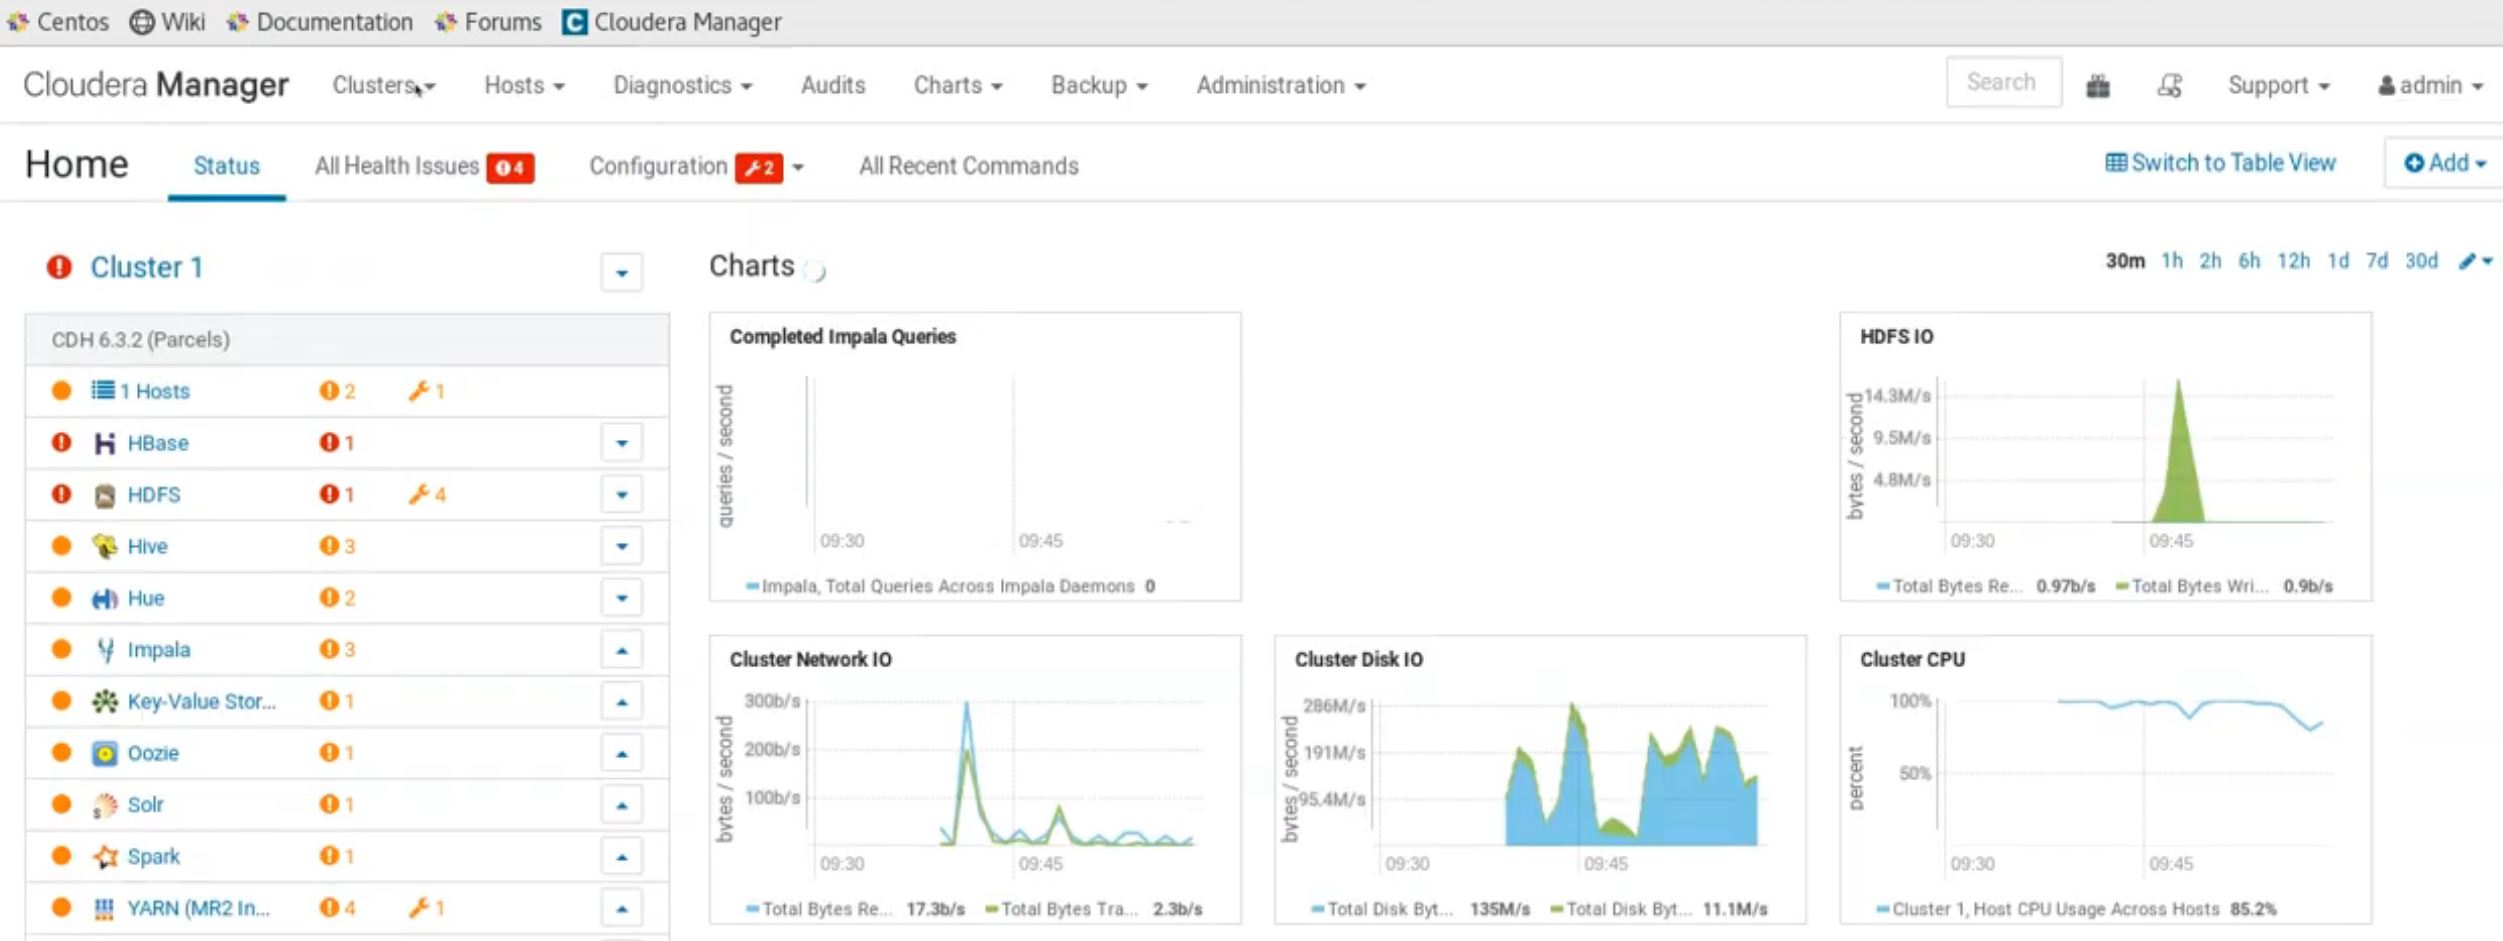 Centos Wiki Documentation Forums Cloudera Manager
Cloudera Manager Clusters Hosts Diagnostics Audits Charts Backup Administration Search Support admin
Home Status All Health Issues 4 Configuration 2 All Recent Commands Switch to Table View Add
Cluster 1
CDH 6.3.2 (Parcels)
1 Hosts 2 1
HBase 1
HDFS 1 4
Hive 3
Hue 2
Impala 3
Key-Value Stor... 1
Oozie 1
Solr 1
Spark 1
YARN (MR2 In... 4 1
Charts
30m 1h 2h 6h 12h 1d 7d 30d
Completed Impala Queries
queries / second
09:30 09:45
Impala, Total Queries Across Impala Daemons 0
HDFS IO
bytes / second
14.3M/s
9.5M/s
4.8M/s
09:30 09:45
Total Bytes Re... 0.97b/s Total Bytes Wri... 0.9b/s
Cluster Network IO
bytes / second
300b/s
200b/s
100b/s
09:30 09:45
Total Bytes Re... 17.3b/s Total Bytes Tra... 2.3b/s
Cluster Disk IO
bytes / second
286M/s
191M/s
95.4M/s
09:30 09:45
Total Disk Byt... 135M/s Total Disk Byt... 11.1M/s
Cluster CPU
percent
100%
50%
09:30 09:45
Cluster 1, Host CPU Usage Across Hosts 85.2%